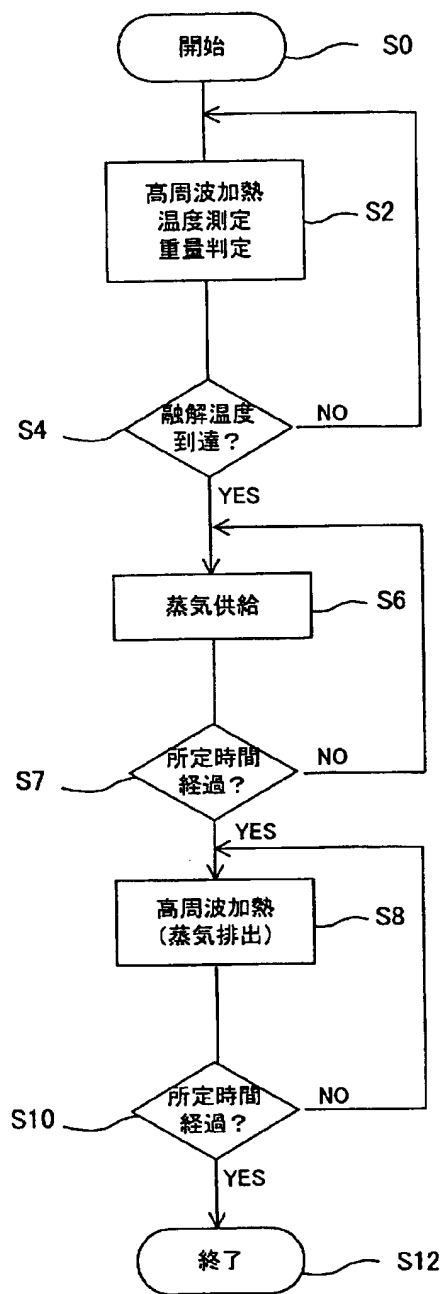 開始
S0
高周波加熱
温度測定
重量判定
S2
融解温度
到達？
S4
NO
YES
蒸気供給
S6
所定時間
経過？
S7
NO
YES
高周波加熱
(蒸気排出)
S8
所定時間
経過？
S10
NO
YES
終了
S12